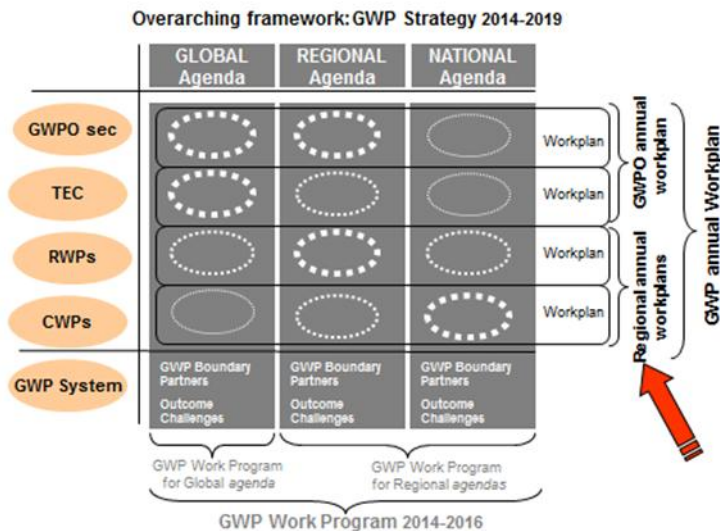 Overarching framework: GWP Strategy 2014-2019
GLOBAL
Agenda
REGIONAL
Agenda
NATIONAL
Agenda
GWPO sec
Workplan
TEC
Workplan
RWPs
Workplan
CWPs
Workplan
GWPO annual
workplan
Regional annual
workplans
GWP annual Workplan
GWP System
GWP Boundary
Partners
Outcome
Challenges
GWP Boundary
Partners
Outcome
Challenges
GWP Boundary
Partners
Outcome
Challenges
GWP Work Program
for Global agenda
GWP Work Program
for Regional agendas
GWP Work Program 2014-2016